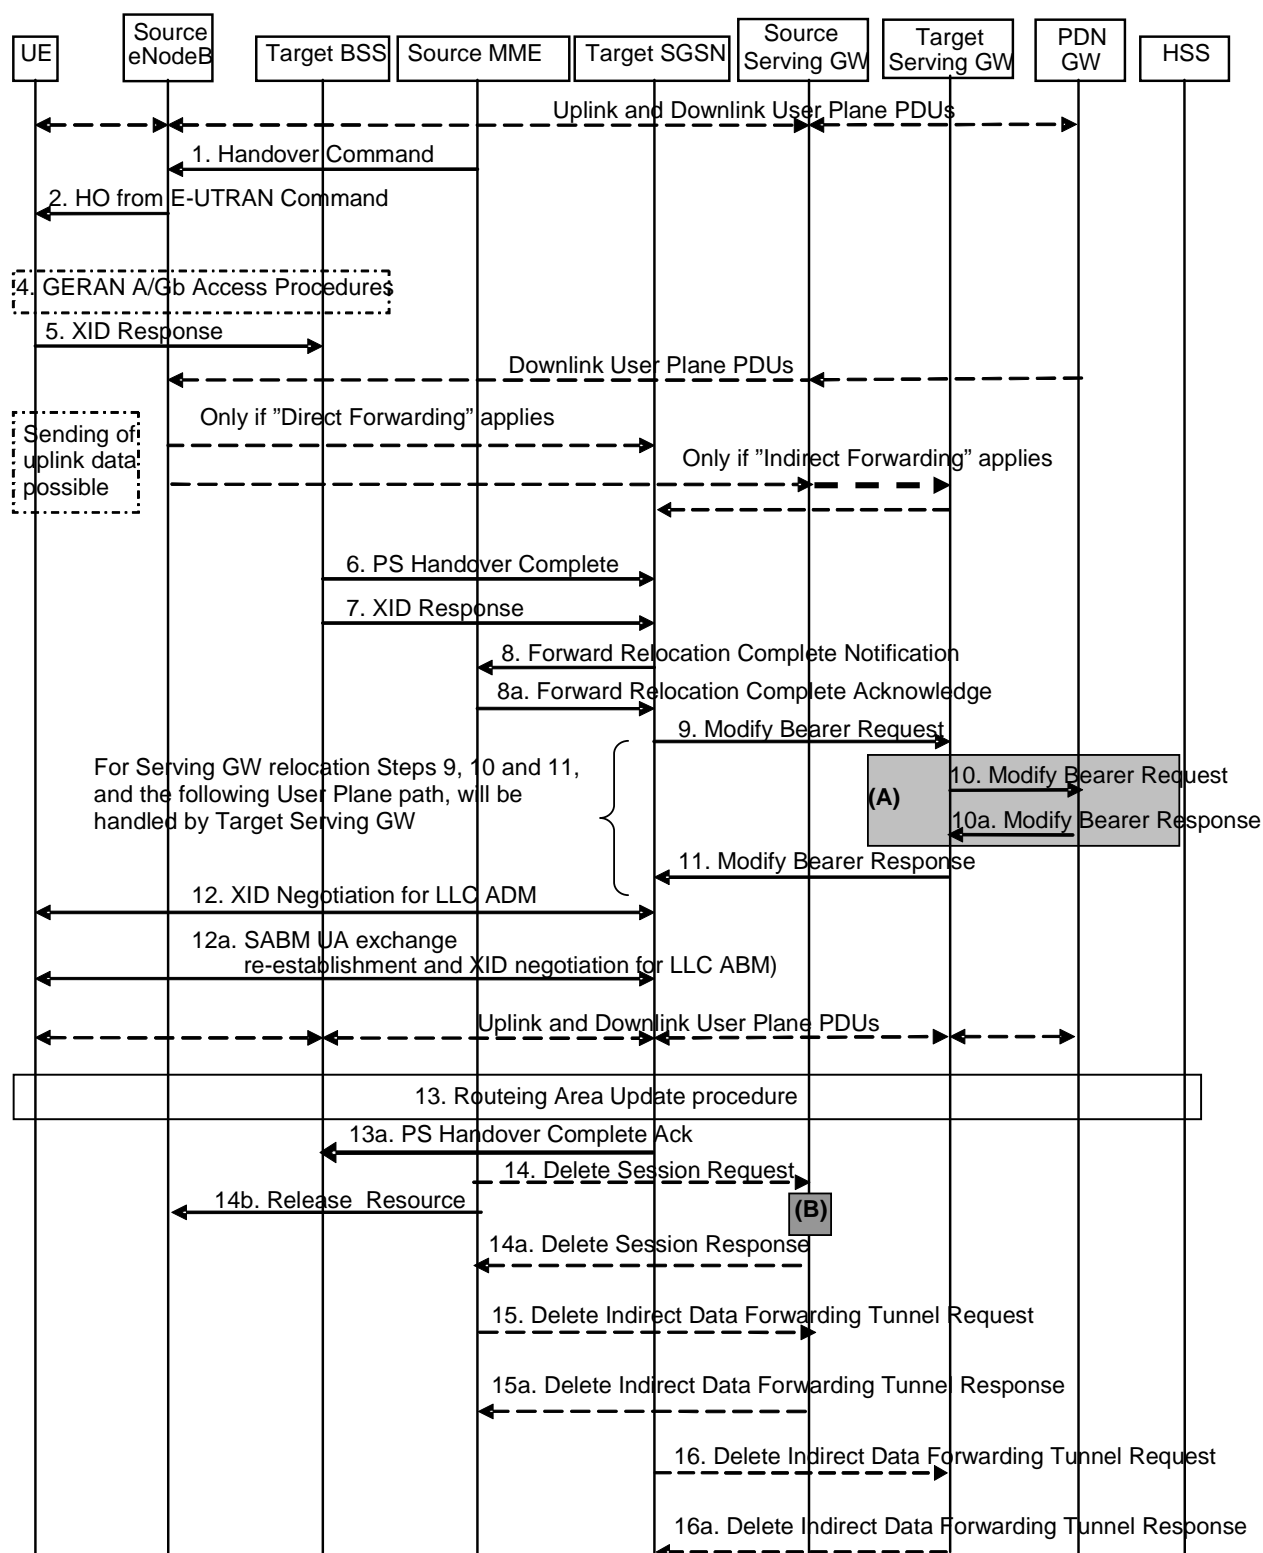 UE
Source
eNodeB
Target BSS
Source MME
Target SGSN
Source
Serving GW
Target
Serving GW
PDN
GW
HSS
Uplink and Downlink User Plane PDUs
1. Handover Command
2. HO from E-UTRAN Command
4. GERAN A/Gb Access Procedures
5. XID Response
Downlink User Plane PDUs
Only if ”Direct Forwarding” applies
Sending of
uplink data
possible
Only if ”Indirect Forwarding” applies
6. PS Handover Complete
7. XID Response
8. Forward Relocation Complete Notification
8a. Forward Relocation Complete Acknowledge
9. Modify Bearer Request
For Serving GW relocation Steps 9, 10 and 11,
and the following User Plane path, will be
handled by Target Serving GW
(A)
10. Modify Bearer Request
10a. Modify Bearer Response
11. Modify Bearer Response
12. XID Negotiation for LLC ADM
12a. SABM UA exchange
re-establishment and XID negotiation for LLC ABM)
Uplink and Downlink User Plane PDUs
13. Routeing Area Update procedure
13a. PS Handover Complete Ack
14. Delete Session Request
14b. Release Resource
(B)
14a. Delete Session Response
15. Delete Indirect Data Forwarding Tunnel Request
15a. Delete Indirect Data Forwarding Tunnel Response
16. Delete Indirect Data Forwarding Tunnel Request
16a. Delete Indirect Data Forwarding Tunnel Response